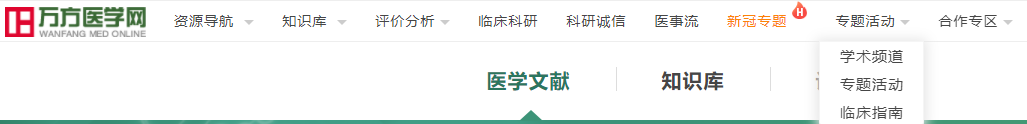 万方医学网
WANFANG MED ONLINE
资源导航 知识库 评价分析 临床科研 科研诚信 医事流 新冠专题 H 专题活动 合作专区
学术频道
医学文献 知识库
专题活动
临床指南